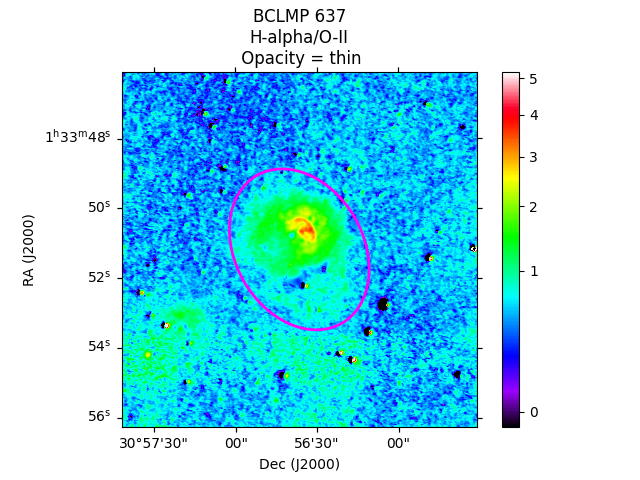 BCLMP 637
H-alpha/O-II
Opacity = thin
RA (J2000)
1ʰ33ᵐ48ˢ
50ˢ
52ˢ
54ˢ
56ˢ
30°57'30" 00" 56'30" 00"
Dec (J2000)
5
4
3
2
1
0